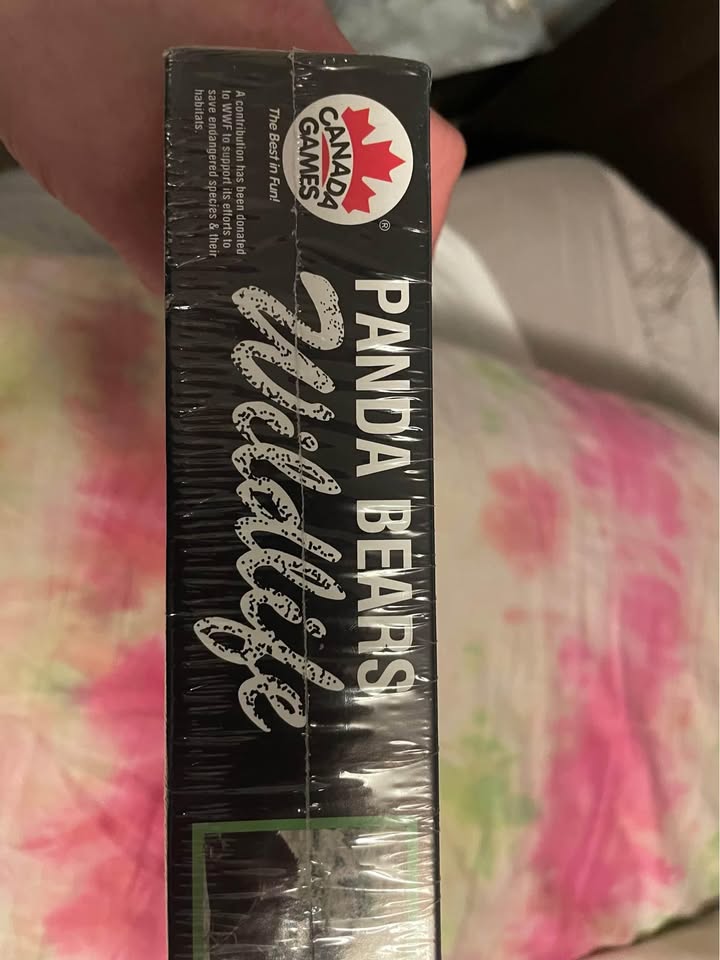 CANADA
GAMES
®
The Best in Fun!
A contribution has been donated
to WWF to support its efforts to
save endangered species & their
habitats.
PANDA BEARS
Wildlife